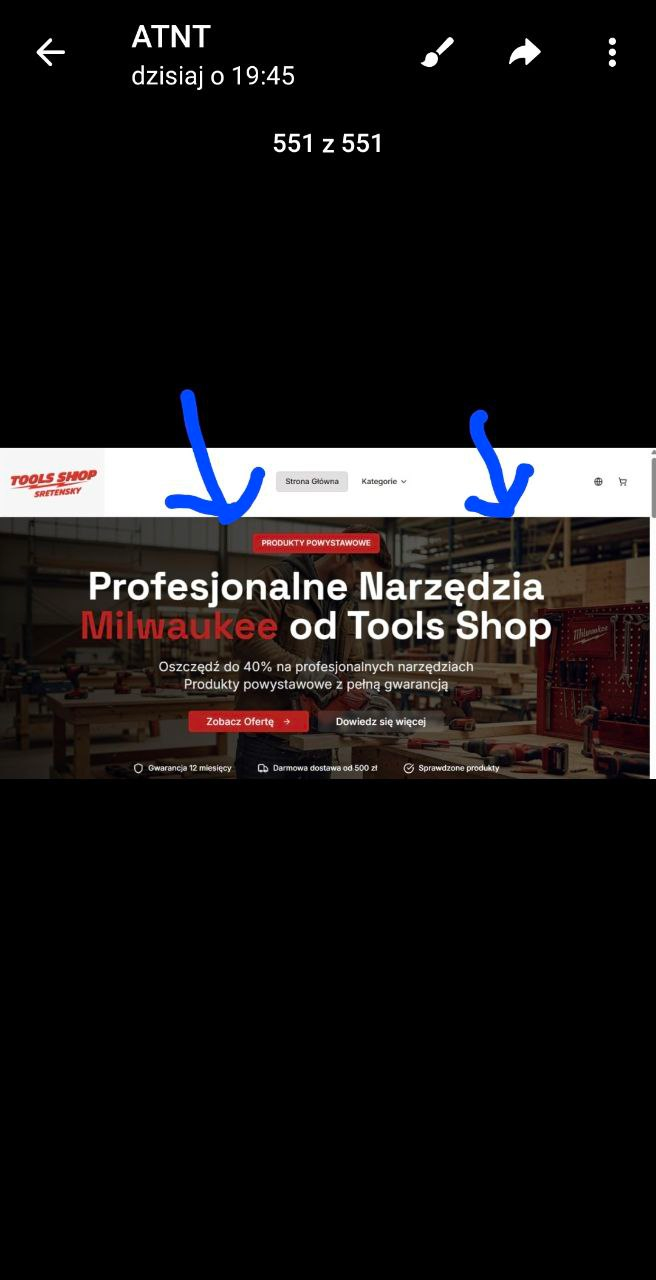 ATNT
dzisiaj o 19:45
551 z 551
TOOLS SHOP
SRETENSKY
Strona Główna
Kategorie
PRODUKTY POWYSTAWOWE
Profesjonalne Narzędzia
Milwaukee od Tools Shop
Milwaukee
Oszczędź do 40% na profesjonalnych narzędziach
Produkty powystawowe z pełną gwarancją
Zobacz Ofertę
Dowiedz się więcej
Gwarancja 12 miesięcy
Darmowa dostawa od 500 zł
Sprawdzone produkty